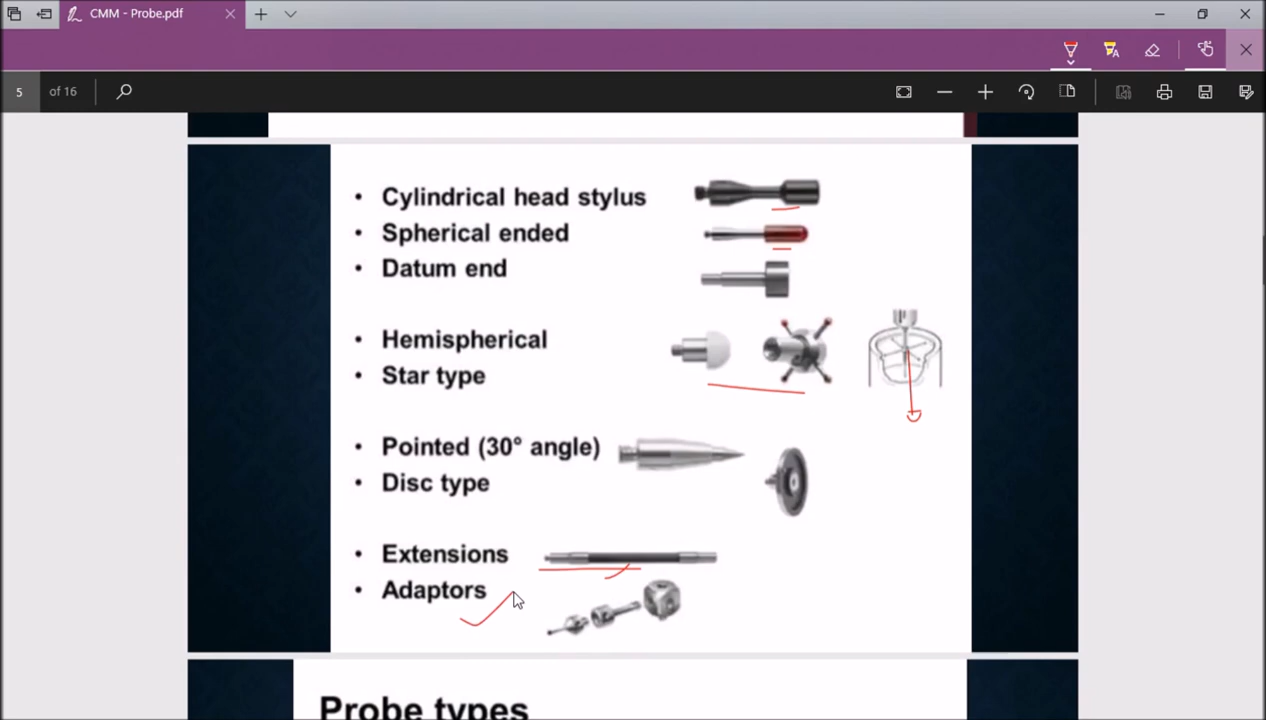 CMM - Probe.pdf
5 of 16
• Cylindrical head stylus
• Spherical ended
• Datum end
• Hemispherical
• Star type
• Pointed (30° angle)
• Disc type
• Extensions
• Adaptors
Probe types